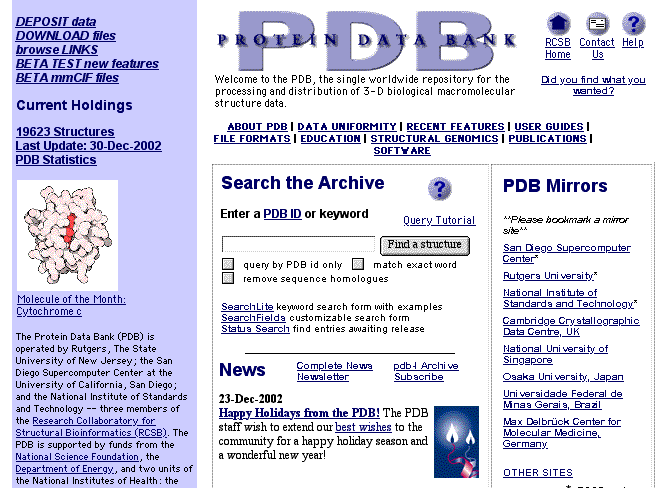 DEPOSIT data
DOWNLOAD files
browse LINKS
BETA TEST new features
BETA mmCIF files
Current Holdings
19623 Structures
Last Update: 30-Dec-2002
PDB Statistics
Molecule of the Month:
Cytochrome c
The Protein Data Bank (PDB) is
operated by Rutgers, The State
University of New Jersey; the San
Diego Supercomputer Center at the
University of California, San Diego;
and the National Institute of Standards
and Technology -- three members of
the Research Collaboratory for
Structural Bioinformatics (RCSB). The
PDB is supported by funds from the
National Science Foundation, the
Department of Energy, and two units of
the National Institutes of Health: the
PDB
PROTEIN DATA BANK
Welcome to the PDB, the single worldwide repository for the
processing and distribution of 3-D biological macromolecular
structure data.
RCSB
Home
Contact
Us
?
Help
Did you find what you
wanted?
ABOUT PDB | DATA UNIFORMITY | RECENT FEATURES | USER GUIDES |
FILE FORMATS | EDUCATION | STRUCTURAL GENOMICS | PUBLICATIONS |
SOFTWARE
Search the Archive
?
Enter a PDB ID or keyword
Query Tutorial
Find a structure
query by PDB id only match exact word
remove sequence homologues
SearchLite keyword search form with examples
SearchFields customizable search form
Status Search find entries awaiting release
News
Complete News
Newsletter
pdb-l Archive
Subscribe
23-Dec-2002
Happy Holidays from the PDB! The PDB
staff wish to extend our best wishes to the
community for a happy holiday season and
a wonderful new year!
PDB Mirrors
**Please bookmark a mirror
site**
San Diego Supercomputer
Center*
Rutgers University*
National Institute of
Standards and Technology*
Cambridge Crystallographic
Data Centre, UK
National University of
Singapore
Osaka University, Japan
Universidade Federal de
Minas Gerais, Brazil
Max Delbrück Center for
Molecular Medicine,
Germany
OTHER SITES